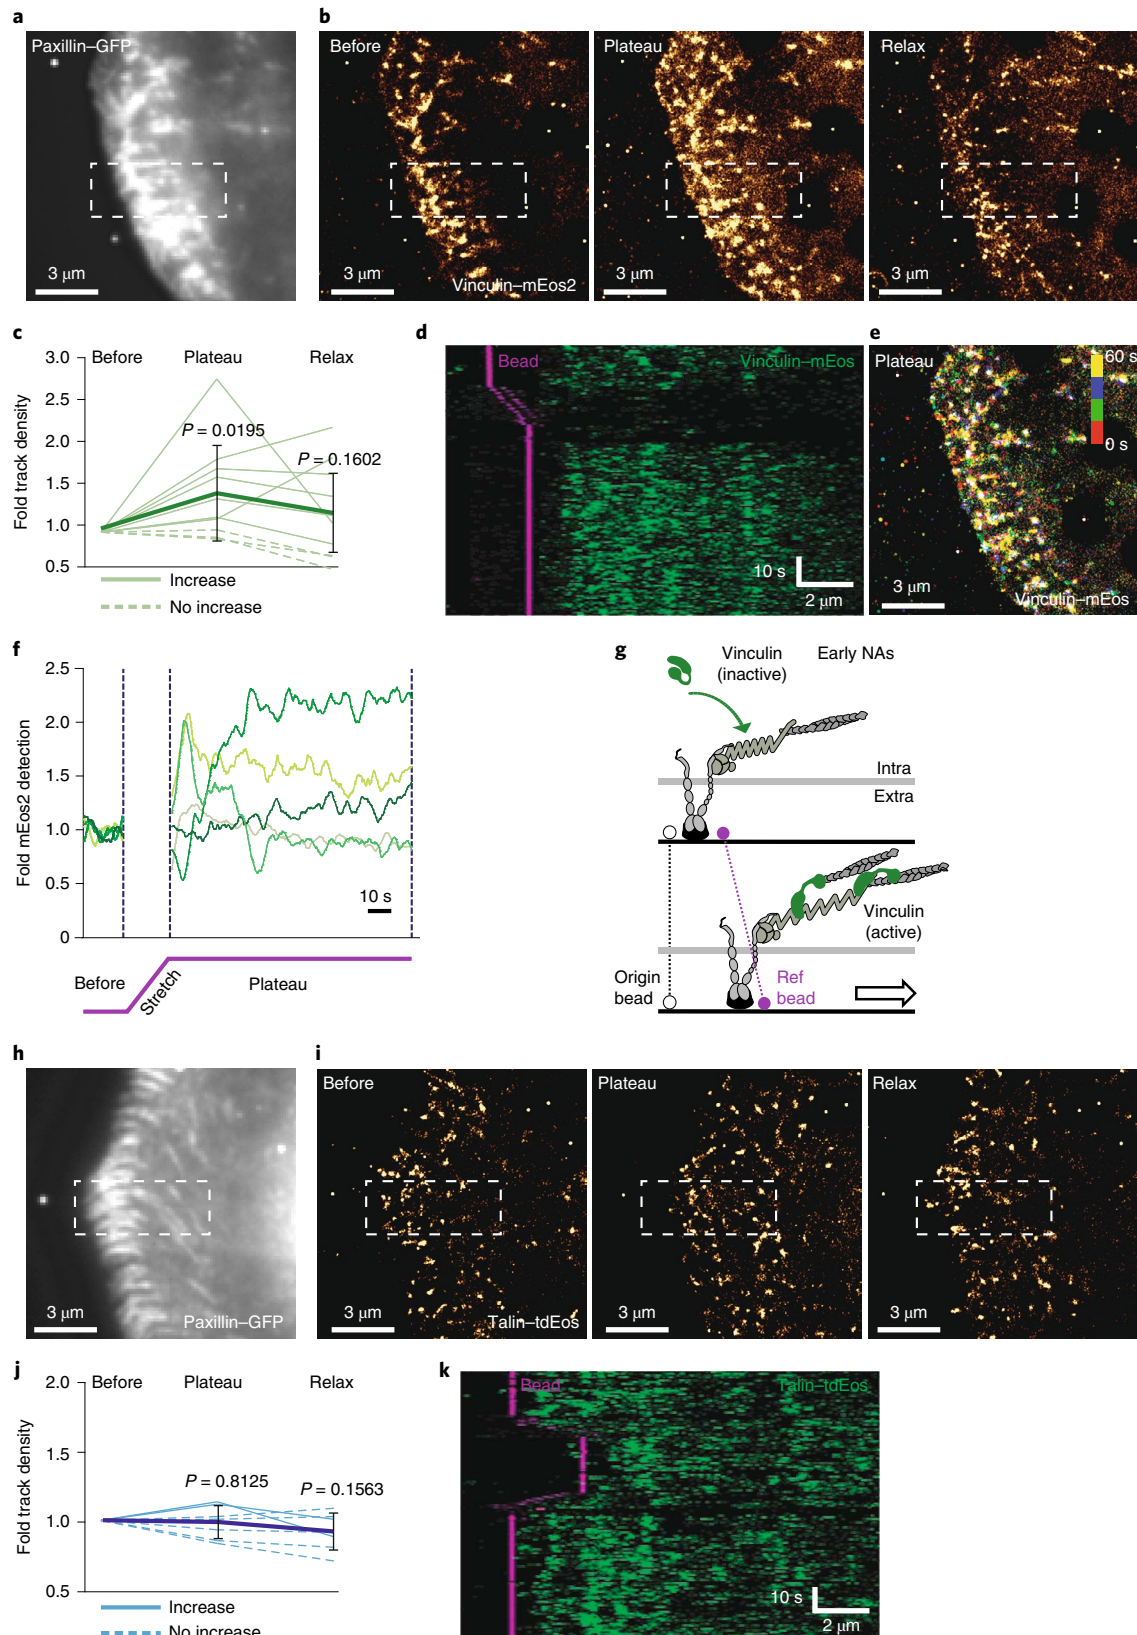 a
Paxillin–GFP
3 µm
b
Before
3 µm
Vinculin–mEos2
Plateau
3 µm
Relax
3 µm
c
Before Plateau Relax
3.0
2.5
2.0
1.5
1.0
0.5
Fold track density
P = 0.0195
P = 0.1602
Increase
No increase
d
Bead
Vinculin–mEos
10 s
2 µm
e
Plateau
60 s
0 s
3 µm
Vinculin–mEos
f
2.5
2.0
1.5
1.0
0.5
0
Fold mEos2 detection
10 s
Before
Stretch
Plateau
g
Vinculin
(inactive)
Early NAs
Intra
Extra
Vinculin
(active)
Origin
bead
Ref
bead
h
3 µm
Paxillin–GFP
i
Before
3 µm
Talin–tdEos
Plateau
3 µm
Relax
3 µm
j
Before Plateau Relax
2.0
1.5
1.0
0.5
Fold track density
P = 0.8125
P = 0.1563
Increase
No increase
k
Bead
Talin–tdEos
10 s
2 µm